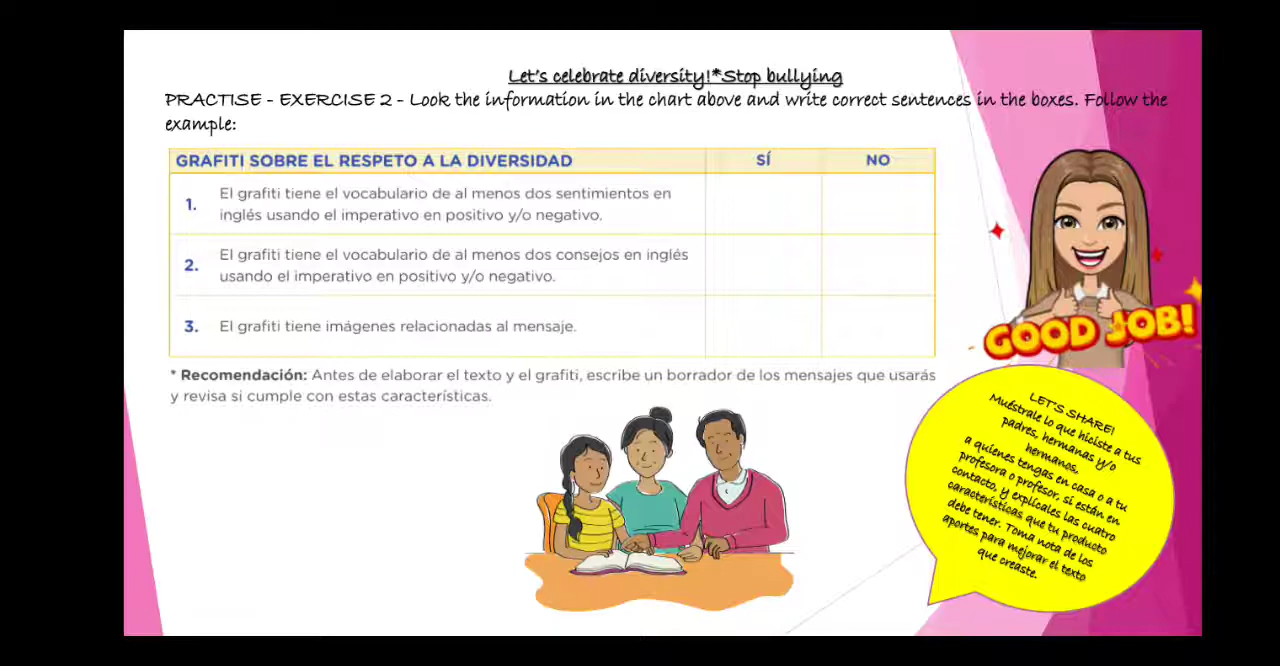 Let's celebrate diversity!*Stop bullying
PRACTISE - EXERCISE 2 - Look the information in the chart above and write correct sentences in the boxes. Follow the
example:
GRAFITI SOBRE EL RESPETO A LA DIVERSIDAD SÍ NO
1. El grafiti tiene el vocabulario de al menos dos sentimientos en
inglés usando el imperativo en positivo y/o negativo.
2. El grafiti tiene el vocabulario de al menos dos consejos en inglés
usando el imperativo en positivo y/o negativo.
3. El grafiti tiene imágenes relacionadas al mensaje.
* Recomendación: Antes de elaborar el texto y el grafiti, escribe un borrador de los mensajes que usarás
y revisa si cumple con estas características.
GOOD JOB!
LET'S SHARE!
Muéstrale lo que hiciste a tus
padres, hermanas y/o
hermanos,
a quienes tengas en casa o a tu
profesora o profesor, si están en
contacto, y explícales las cuatro
características que tu producto
debe tener. Toma nota de los
aportes para mejorar el texto
que creaste.